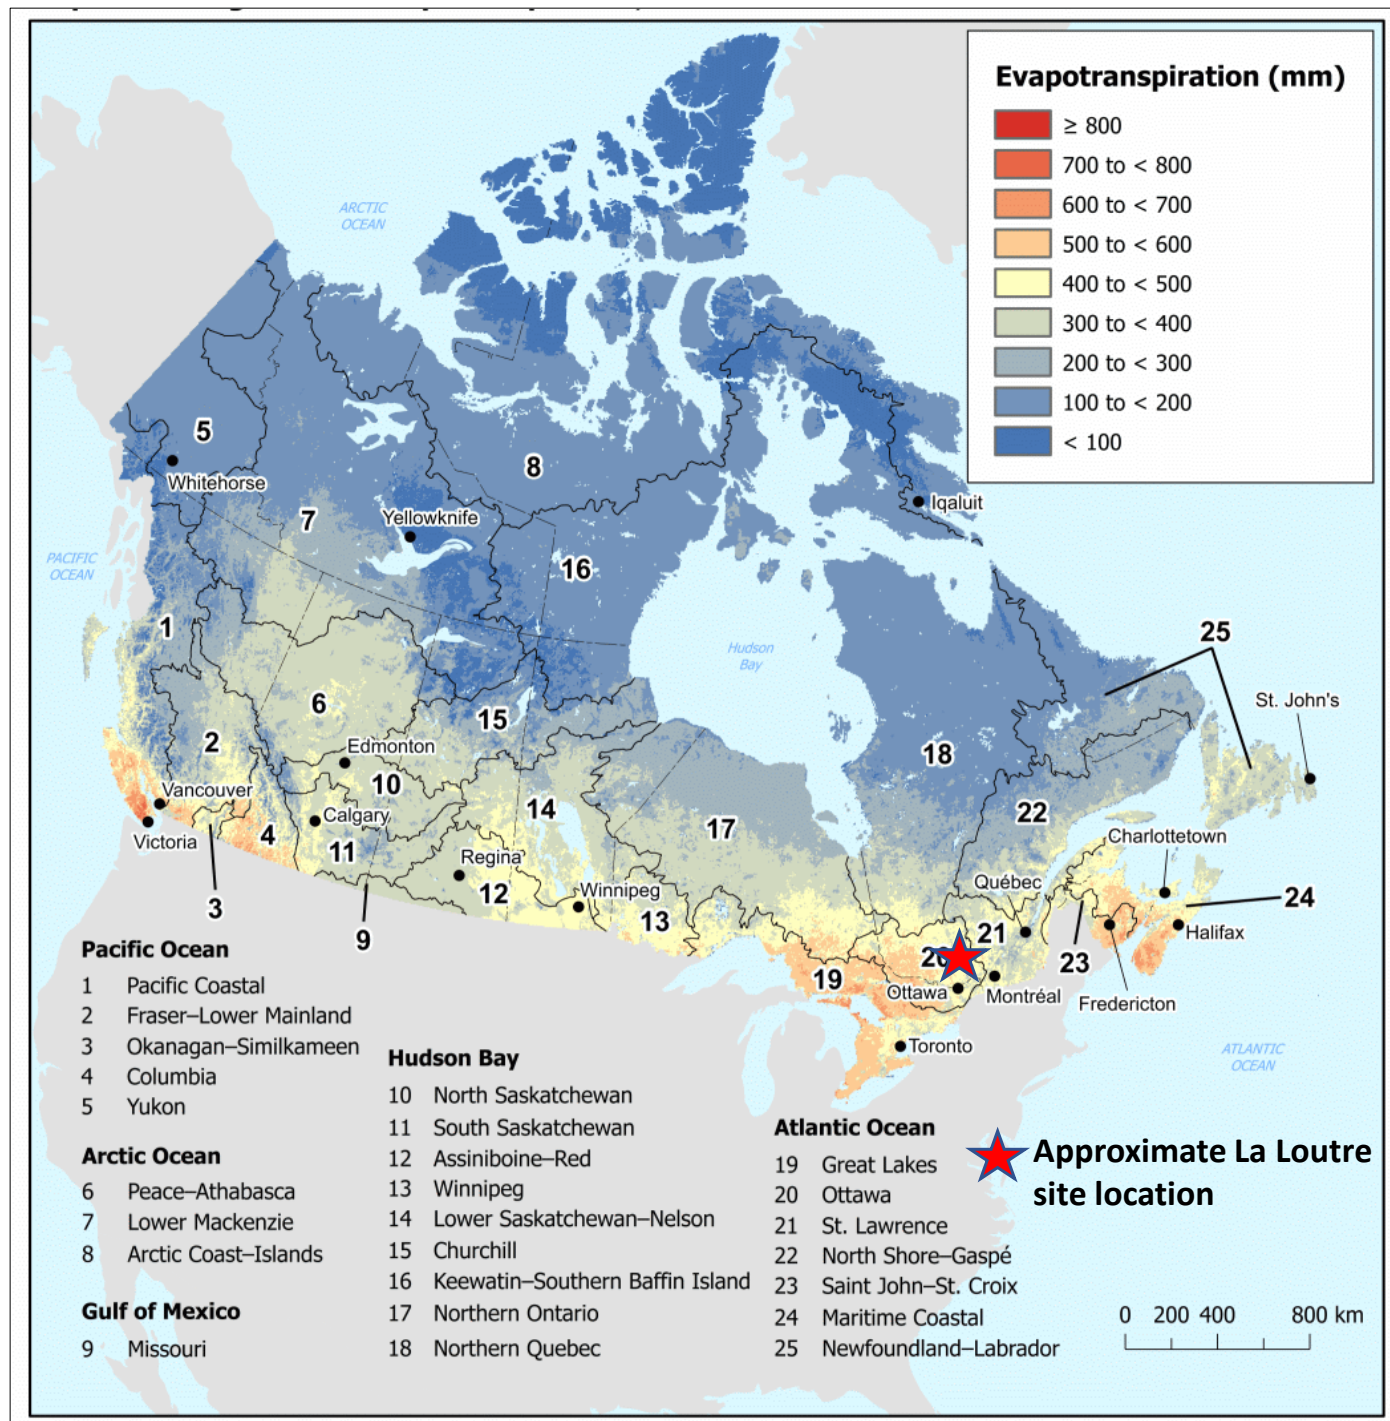 Evapotranspiration (mm)
≥ 800
700 to < 800
600 to < 700
500 to < 600
400 to < 500
300 to < 400
200 to < 300
100 to < 200
< 100
ARCTIC
OCEAN
5
Whitehorse
8
7
Yellowknife
Iqaluit
PACIFIC
OCEAN
16
1
Hudson
Bay
25
St. John's
6
15
2
Edmonton
18
10
Vancouver
14
22
Calgary
17
Charlottetown
Victoria
4
11
Regina
Québec
3
12
Winnipeg
13
24
9
21
Halifax
20
23
19
Ottawa
Montréal
Fredericton
Toronto
ATLANTIC
OCEAN
Pacific Ocean
1 Pacific Coastal
2 Fraser–Lower Mainland
3 Okanagan–Similkameen
4 Columbia
5 Yukon
Arctic Ocean
6 Peace–Athabasca
7 Lower Mackenzie
8 Arctic Coast–Islands
Gulf of Mexico
9 Missouri
Hudson Bay
10 North Saskatchewan
11 South Saskatchewan
12 Assiniboine–Red
13 Winnipeg
14 Lower Saskatchewan–Nelson
15 Churchill
16 Keewatin–Southern Baffin Island
17 Northern Ontario
18 Northern Quebec
Atlantic Ocean
19 Great Lakes
20 Ottawa
21 St. Lawrence
22 North Shore–Gaspé
23 Saint John–St. Croix
24 Maritime Coastal
25 Newfoundland–Labrador
Approximate La Loutre
site location
0 200 400 800 km